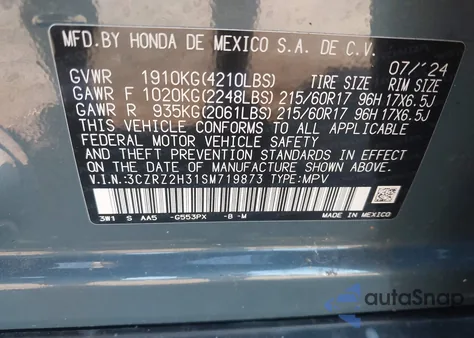 MFD.BY HONDA DE MEXICO S.A. DE C.V.
07/'24
GVWR 1910KG(4210LBS) TIRE SIZE RIM SIZE
GAWR F 1020KG(2248LBS) 215/60R17 96H 17X6.5J
GAWR R 935KG(2061LBS) 215/60R17 96H 17X6.5J
THIS VEHICLE CONFORMS TO ALL APPLICABLE
FEDERAL MOTOR VEHICLE SAFETY
AND THEFT PREVENTION STANDARDS IN EFFECT ON
THE DATE OF MANUFACTURE SHOWN ABOVE.
V.I.N.:3CZRZ2H31SM719873 TYPE:MPV
3W1 S AA5 -G553PX -B -M
MADE IN MEXICO
autoSnap